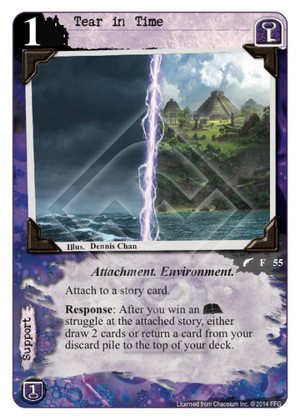 1
Tear in Time
Illus. Dennis Chan
F 55
Attachment. Environment.
Attach to a story card.
Response: After you win an
struggle at the attached story, either
draw 2 cards or return a card from your
discard pile to the top of your deck.
Support
1
Licensed from Chaosium Inc. © 2014 FFG